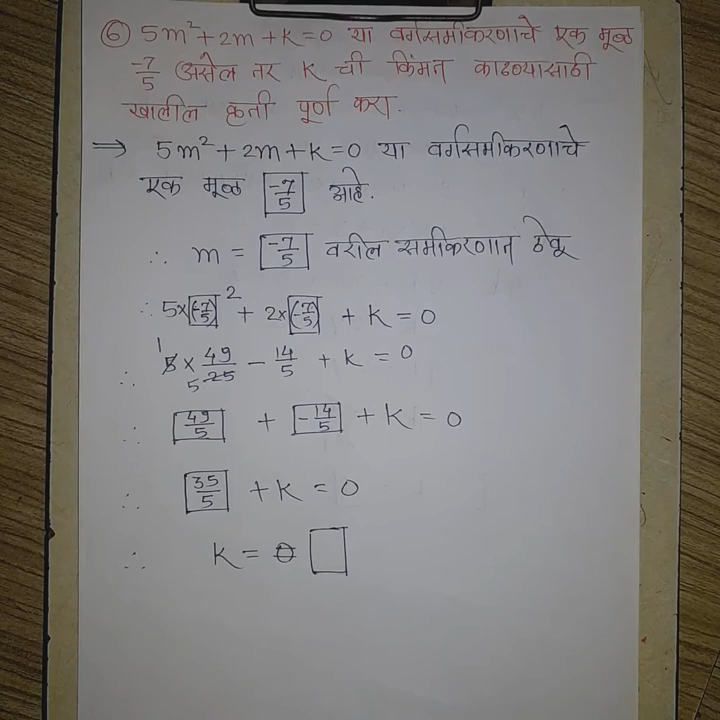 ⑥ 5m²+2m+k=0 या वर्गसमीकरणाचे एक मूळ
-7/5 असेल तर k ची किंमत काढण्यासाठी
खालील कृती पूर्ण करा.
⇒ 5m²+2m+k=0 या वर्गसमीकरणाचे
एक मूळ [-7/5] आहे.
∴ m = [-7/5] वरील समीकरणात ठेवू
∴ 5×[(-7/5)]² + 2×[(-7/5)] + k = 0
∴ 1 5 × 49/25 5 - 14/5 + k = 0
∴ [49/5] + [-14/5] + k = 0
∴ [35/5] + k = 0
∴ k = 0 [ ]